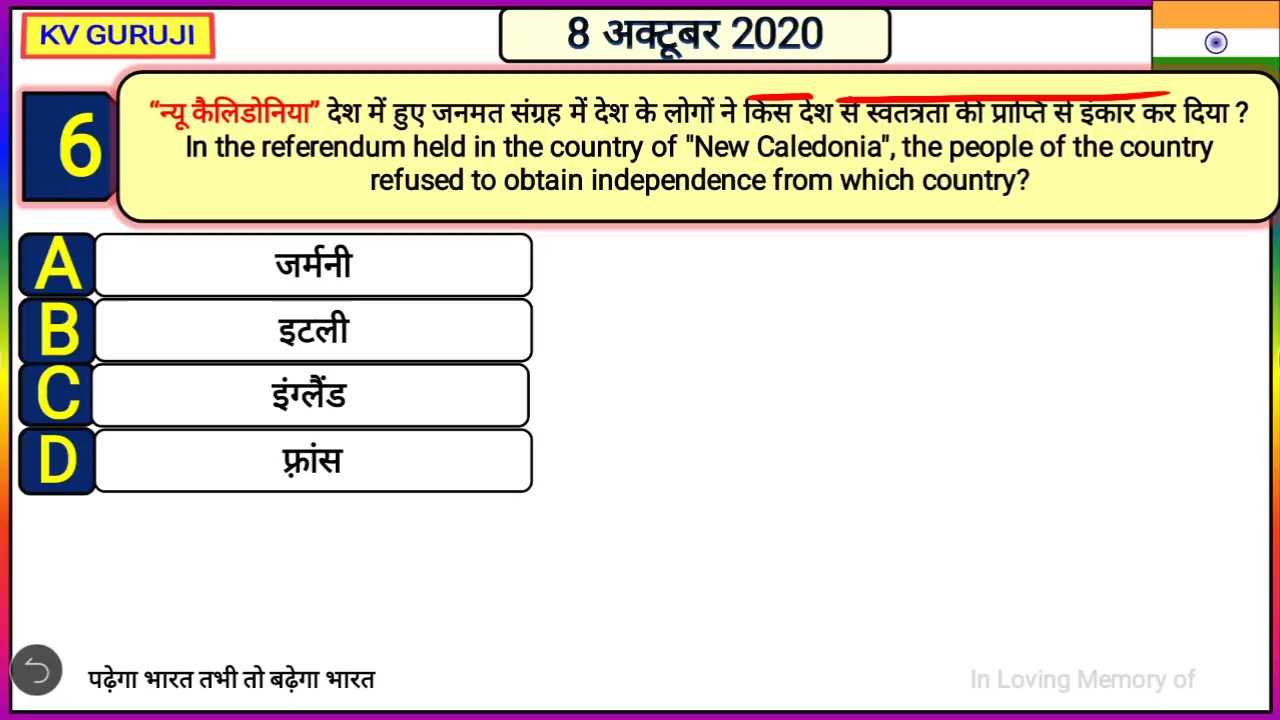 KV GURUJI
8 अक्टूबर 2020
6
“न्यू कैलिडोनिया” देश में हुए जनमत संग्रह में देश के लोगों ने किस देश से स्वतंत्रता की प्राप्ति से इंकार कर दिया ?
In the referendum held in the country of "New Caledonia", the people of the country
refused to obtain independence from which country?
A जर्मनी
B इटली
C इंग्लैंड
D फ़्रांस
पढ़ेगा भारत तभी तो बढ़ेगा भारत
In Loving Memory of